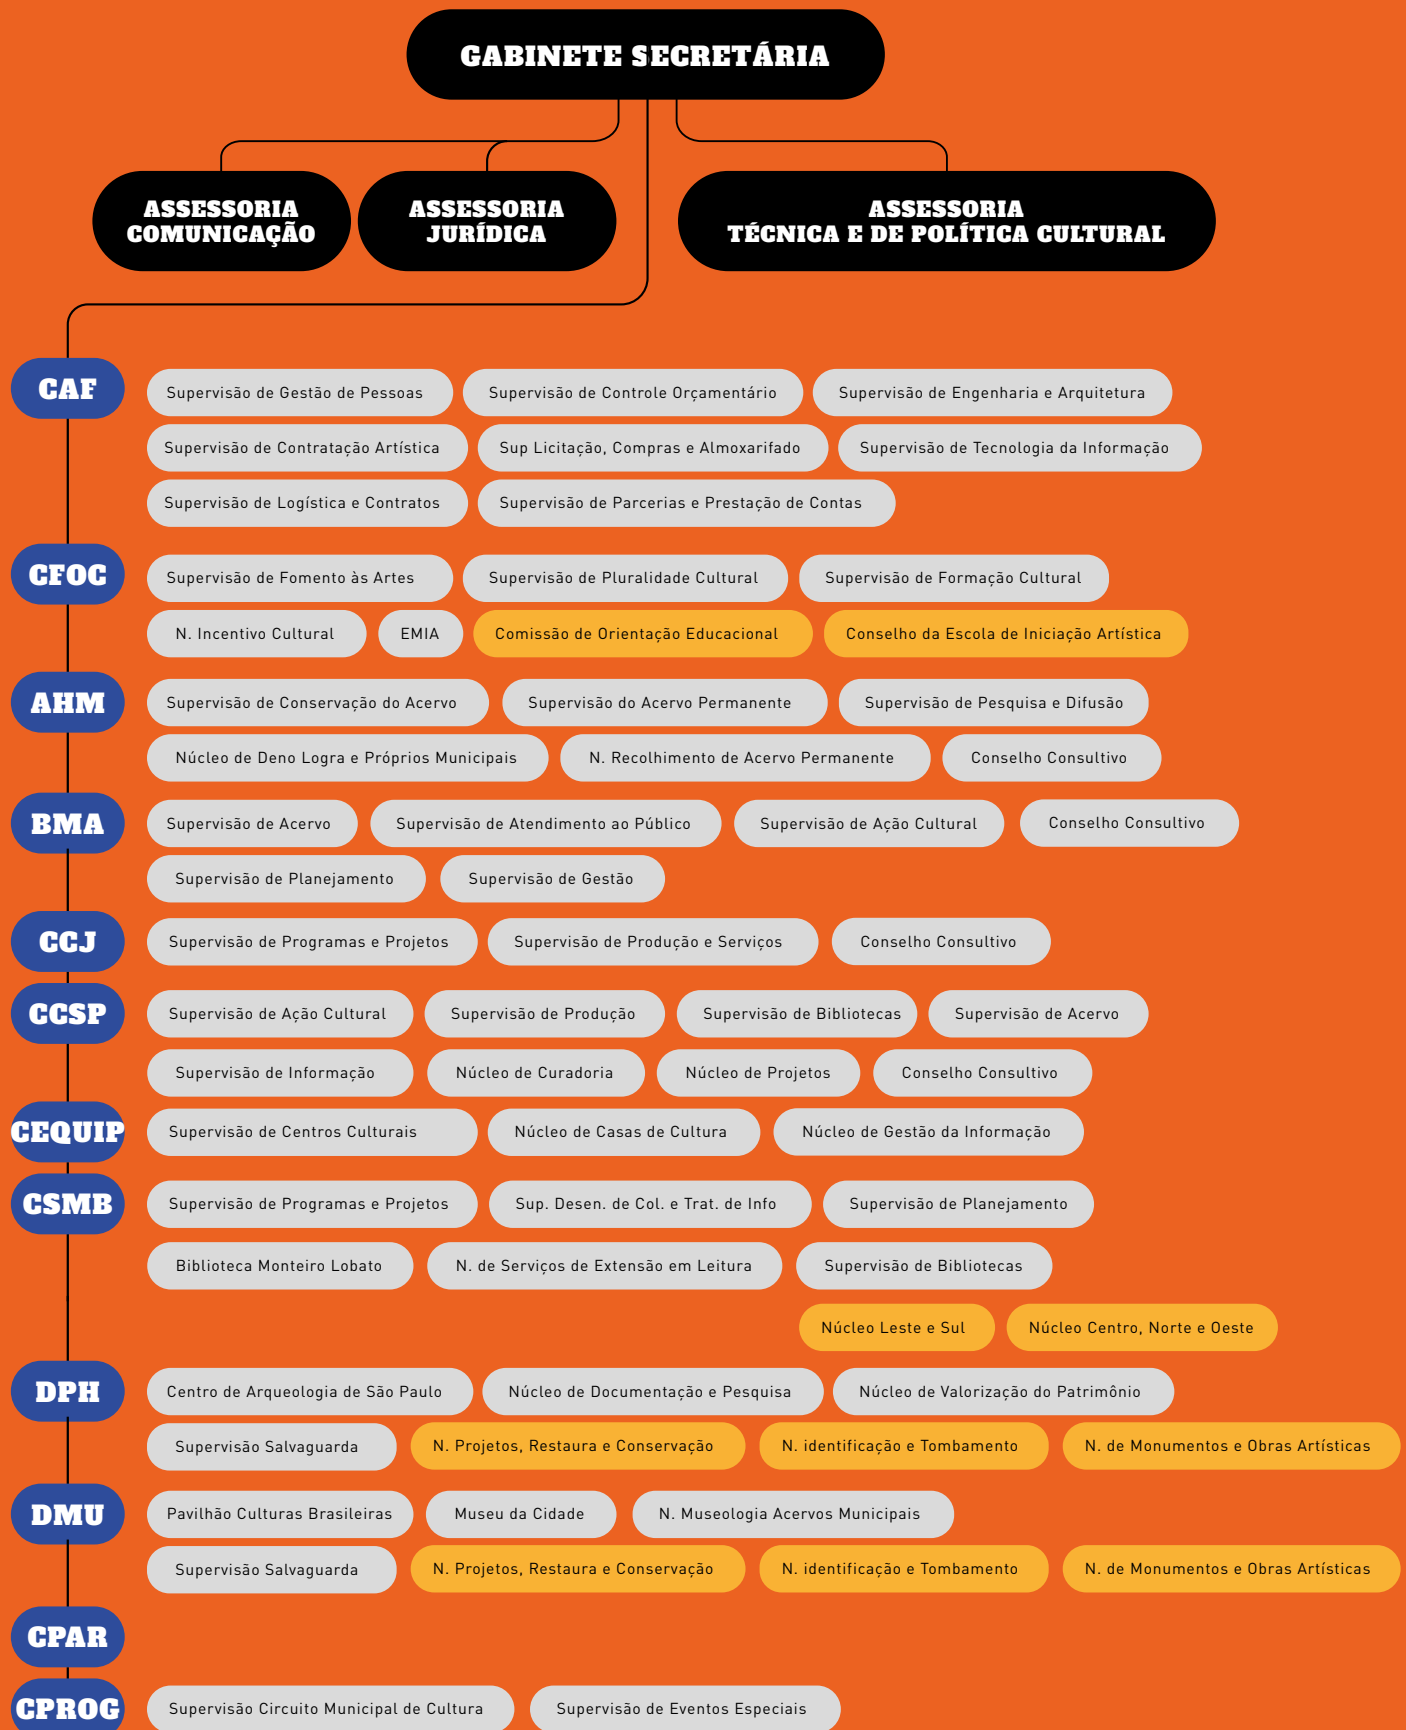 GABINETE SECRETÁRIA
ASSESSORIA
COMUNICAÇÃO
ASSESSORIA
JURÍDICA
ASSESSORIA
TÉCNICA E DE POLÍTICA CULTURAL
CAF
Supervisão de Gestão de Pessoas
Supervisão de Controle Orçamentário
Supervisão de Engenharia e Arquitetura
Supervisão de Contratação Artística
Sup Licitação, Compras e Almoxarifado
Supervisão de Tecnologia da Informação
Supervisão de Logística e Contratos
Supervisão de Parcerias e Prestação de Contas
CFOC
Supervisão de Fomento às Artes
Supervisão de Pluralidade Cultural
Supervisão de Formação Cultural
N. Incentivo Cultural
EMIA
Comissão de Orientação Educacional
Conselho da Escola de Iniciação Artística
AHM
Supervisão de Conservação do Acervo
Supervisão do Acervo Permanente
Supervisão de Pesquisa e Difusão
Núcleo de Deno Logra e Próprios Municipais
N. Recolhimento de Acervo Permanente
Conselho Consultivo
BMA
Supervisão de Acervo
Supervisão de Atendimento ao Público
Supervisão de Ação Cultural
Conselho Consultivo
Supervisão de Planejamento
Supervisão de Gestão
CCJ
Supervisão de Programas e Projetos
Supervisão de Produção e Serviços
Conselho Consultivo
CCSP
Supervisão de Ação Cultural
Supervisão de Produção
Supervisão de Bibliotecas
Supervisão de Acervo
Supervisão de Informação
Núcleo de Curadoria
Núcleo de Projetos
Conselho Consultivo
CEQUIP
Supervisão de Centros Culturais
Núcleo de Casas de Cultura
Núcleo de Gestão da Informação
CSMB
Supervisão de Programas e Projetos
Sup. Desen. de Col. e Trat. de Info
Supervisão de Planejamento
Biblioteca Monteiro Lobato
N. de Serviços de Extensão em Leitura
Supervisão de Bibliotecas
Núcleo Leste e Sul
Núcleo Centro, Norte e Oeste
DPH
Centro de Arqueologia de São Paulo
Núcleo de Documentação e Pesquisa
Núcleo de Valorização do Patrimônio
Supervisão Salvaguarda
N. Projetos, Restaura e Conservação
N. identificação e Tombamento
N. de Monumentos e Obras Artísticas
DMU
Pavilhão Culturas Brasileiras
Museu da Cidade
N. Museologia Acervos Municipais
Supervisão Salvaguarda
N. Projetos, Restaura e Conservação
N. identificação e Tombamento
N. de Monumentos e Obras Artísticas
CPAR
CPROG
Supervisão Circuito Municipal de Cultura
Supervisão de Eventos Especiais